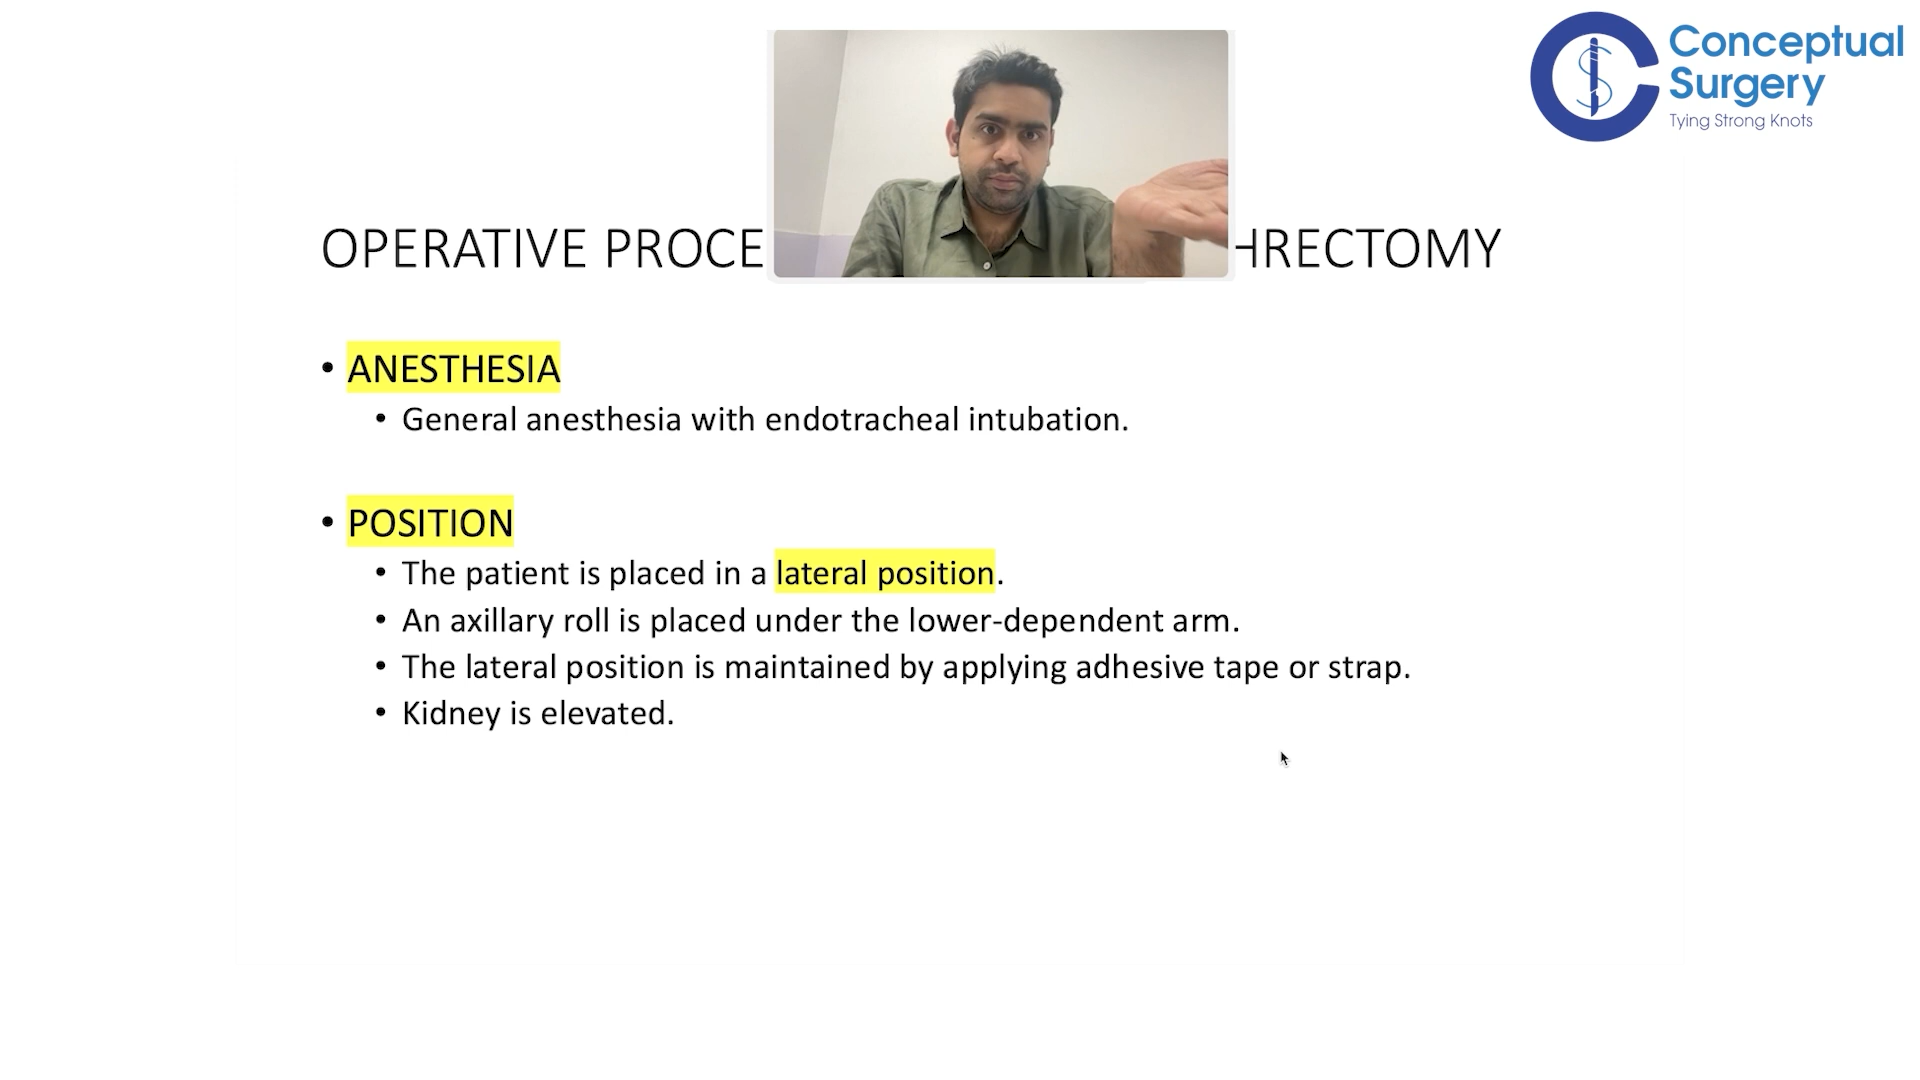 Conceptual
Surgery
Tying Strong Knots
OPERATIVE PROCE HRECTOMY
• ANESTHESIA
• General anesthesia with endotracheal intubation.
• POSITION
• The patient is placed in a lateral position.
• An axillary roll is placed under the lower-dependent arm.
• The lateral position is maintained by applying adhesive tape or strap.
• Kidney is elevated.